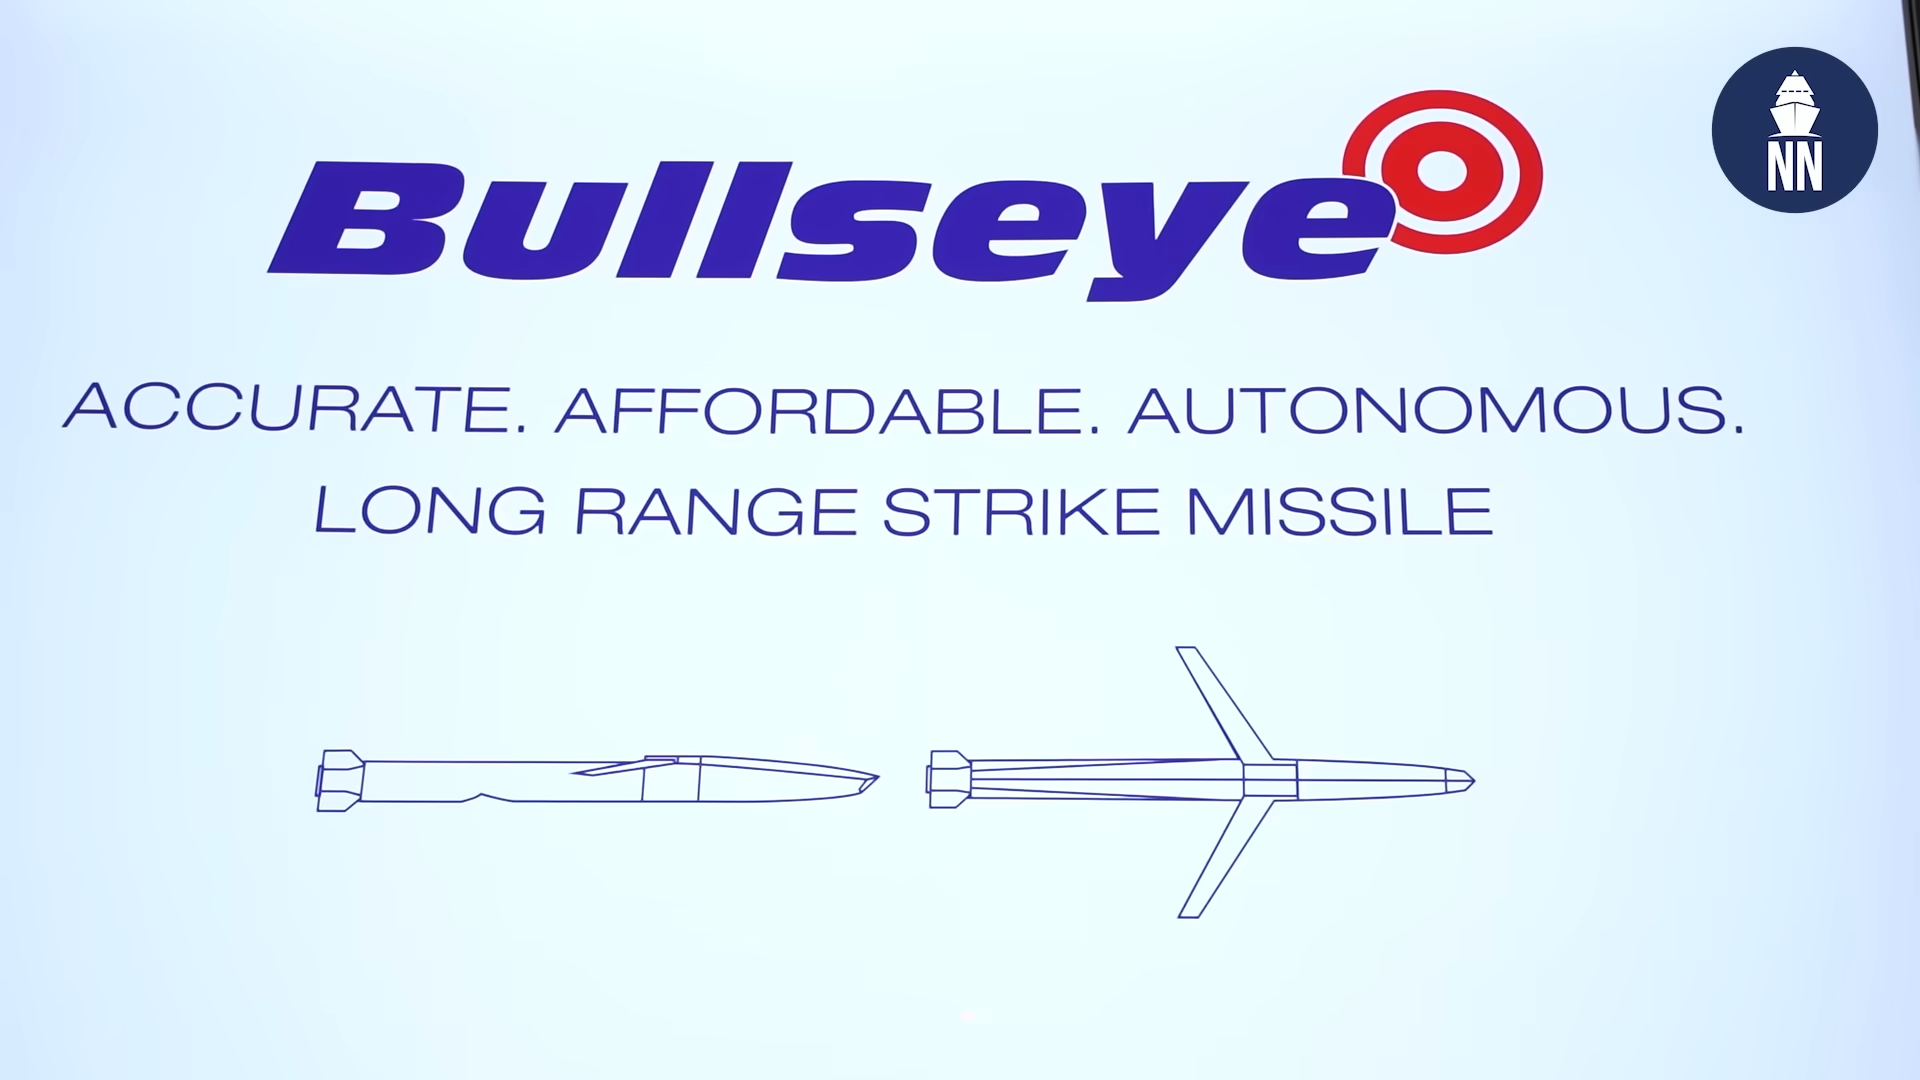 Bullseye
ACCURATE. AFFORDABLE. AUTONOMOUS.
LONG RANGE STRIKE MISSILE
NN